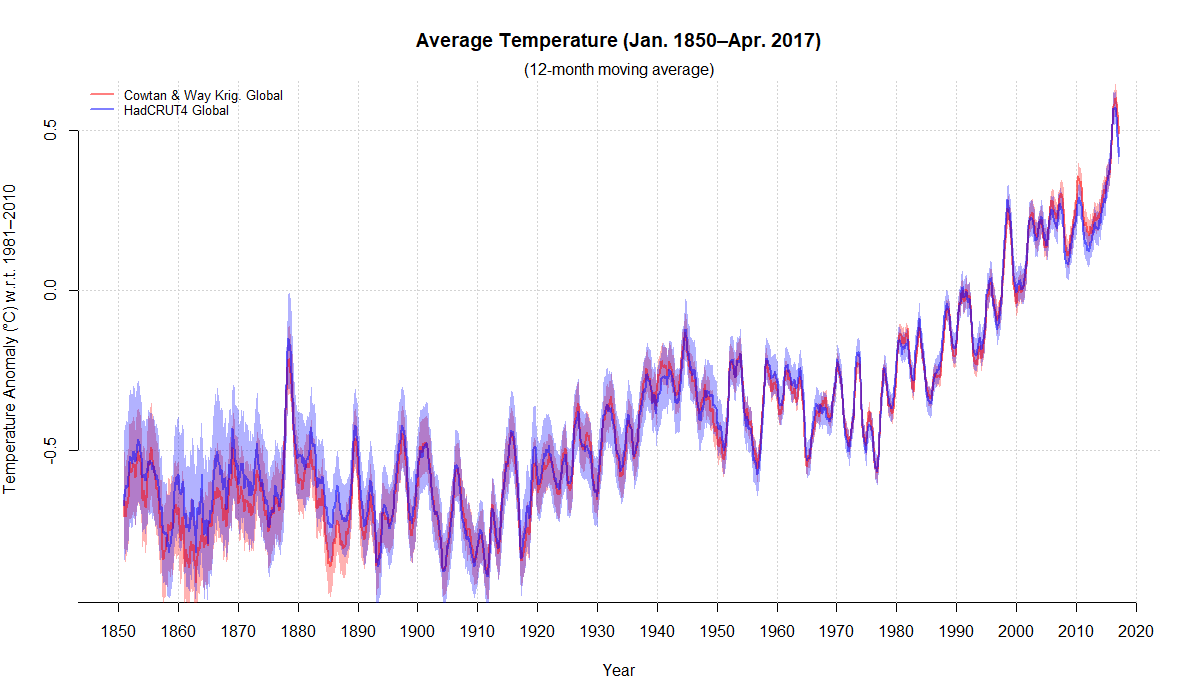 Average Temperature (Jan. 1850–Apr. 2017)
(12-month moving average)
Cowtan & Way Krig. Global
HadCRUT4 Global
Temperature Anomaly (°C) w.r.t. 1981–2010
0.5
0.0
-0.5
1850 1860 1870 1880 1890 1900 1910 1920 1930 1940 1950 1960 1970 1980 1990 2000 2010 2020
Year